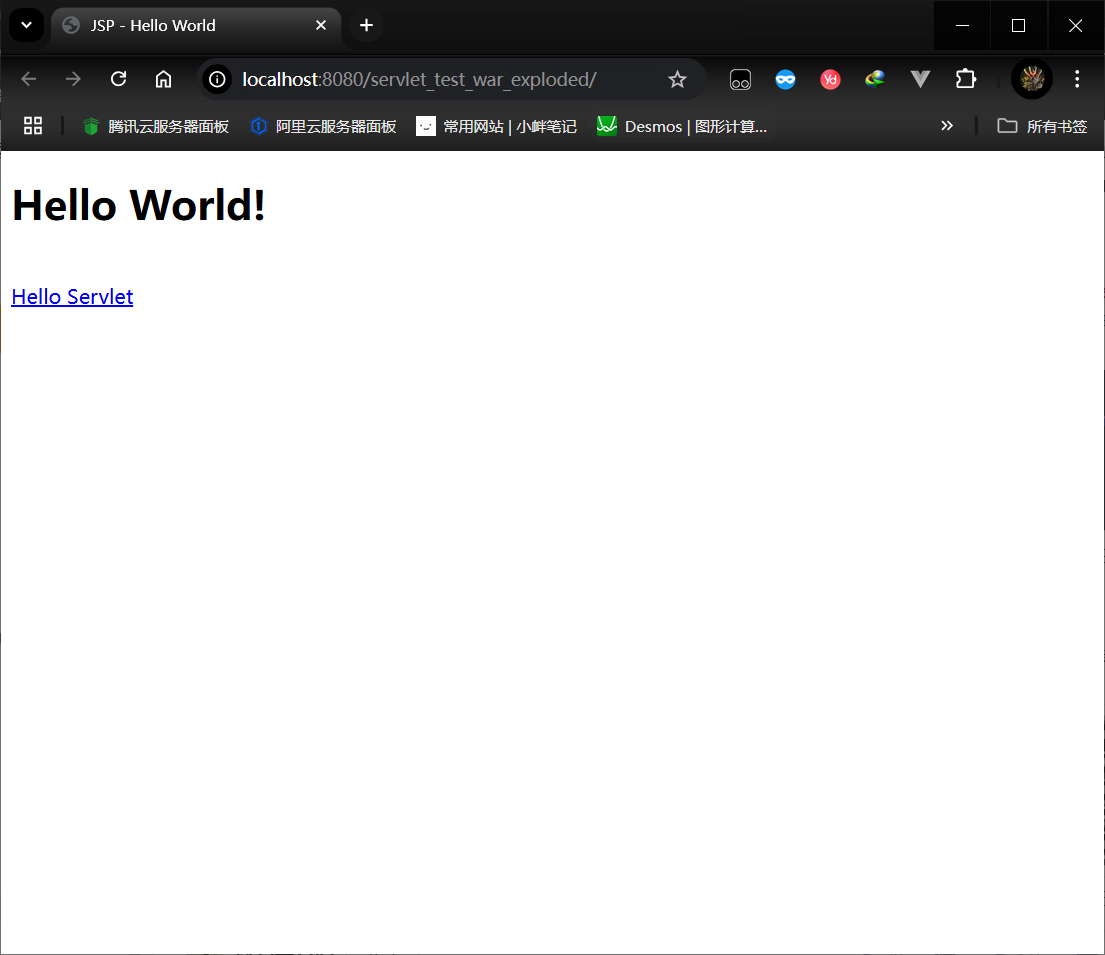 JSP - Hello World
localhost:8080/servlet_test_war_exploded/
Yd
腾讯云服务器面板 阿里云服务器面板 常用网站 | 小衅笔记 Desmos | 图形计算... 所有书签
Hello World!
Hello Servlet